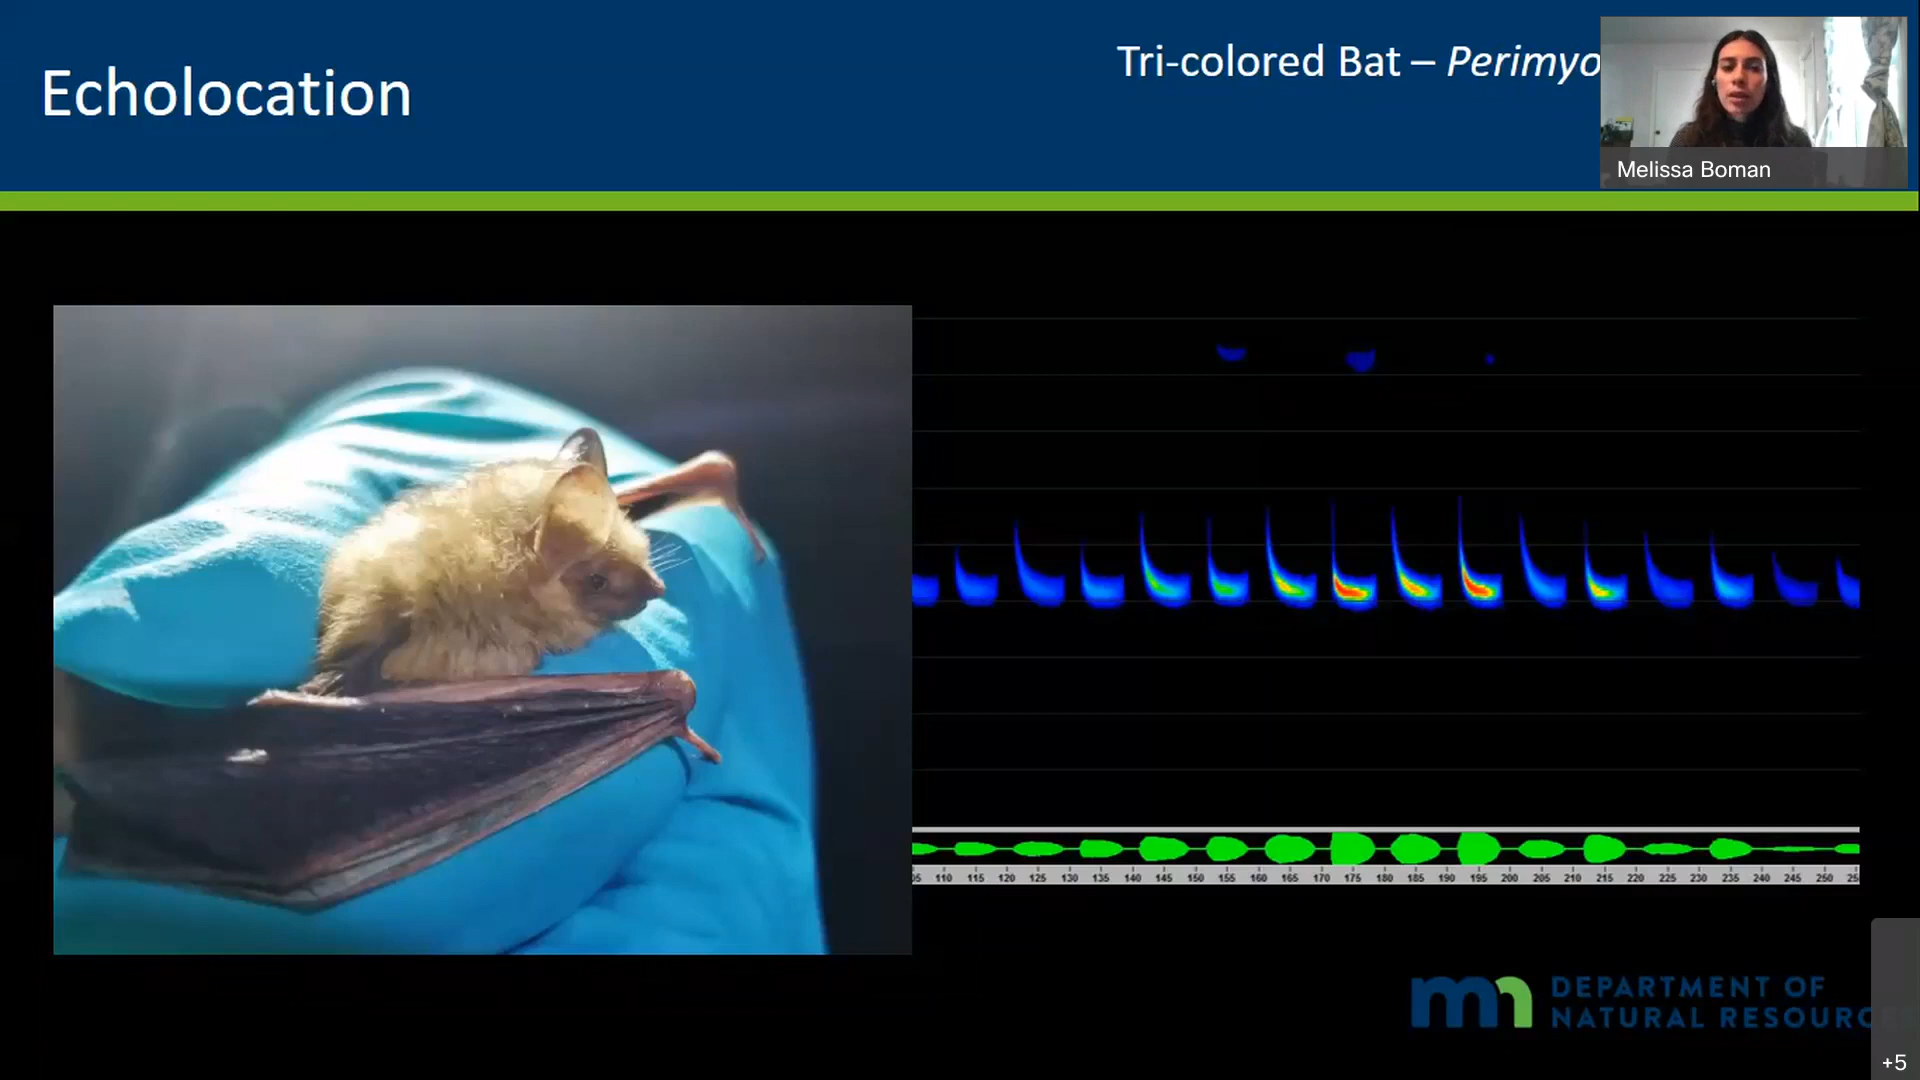 Echolocation
Tri-colored Bat – Perimyo
Melissa Boman
110 115 120 125 130 135 140 145 150 155 160 165 170 175 180 185 190 195 200 205 210 215 220 225 230 235 240 245 250
DEPARTMENT OF
NATURAL RESOURC
+5